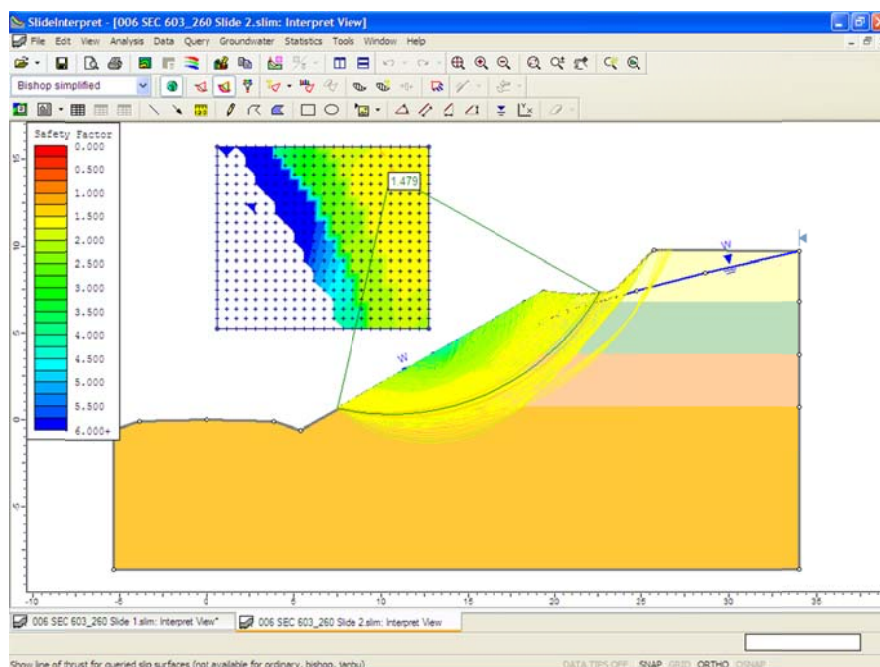 SlideInterpret - [006 SEC 603_260 Slide 2.slim: Interpret View]
File Edit View Analysis Data Query Groundwater Statistics Tools Window Help
Bishop simplified
Safety Factor
0.000
0.500
1.000
1.500
2.000
2.500
3.000
3.500
4.000
4.500
5.000
5.500
6.000+
1.479
W
W
15
10
5
0
-5
-10 -5 0 5 10 15 20 25 30 35
006 SEC 603_260 Slide 1.slim: Interpret View* 006 SEC 603_260 Slide 2.slim: Interpret View
Show line of thrust for queried slip surfaces (not available for ordinary, bishop, janbu) DATA TIPS OFF SNAP GRID ORTHO OSNAP